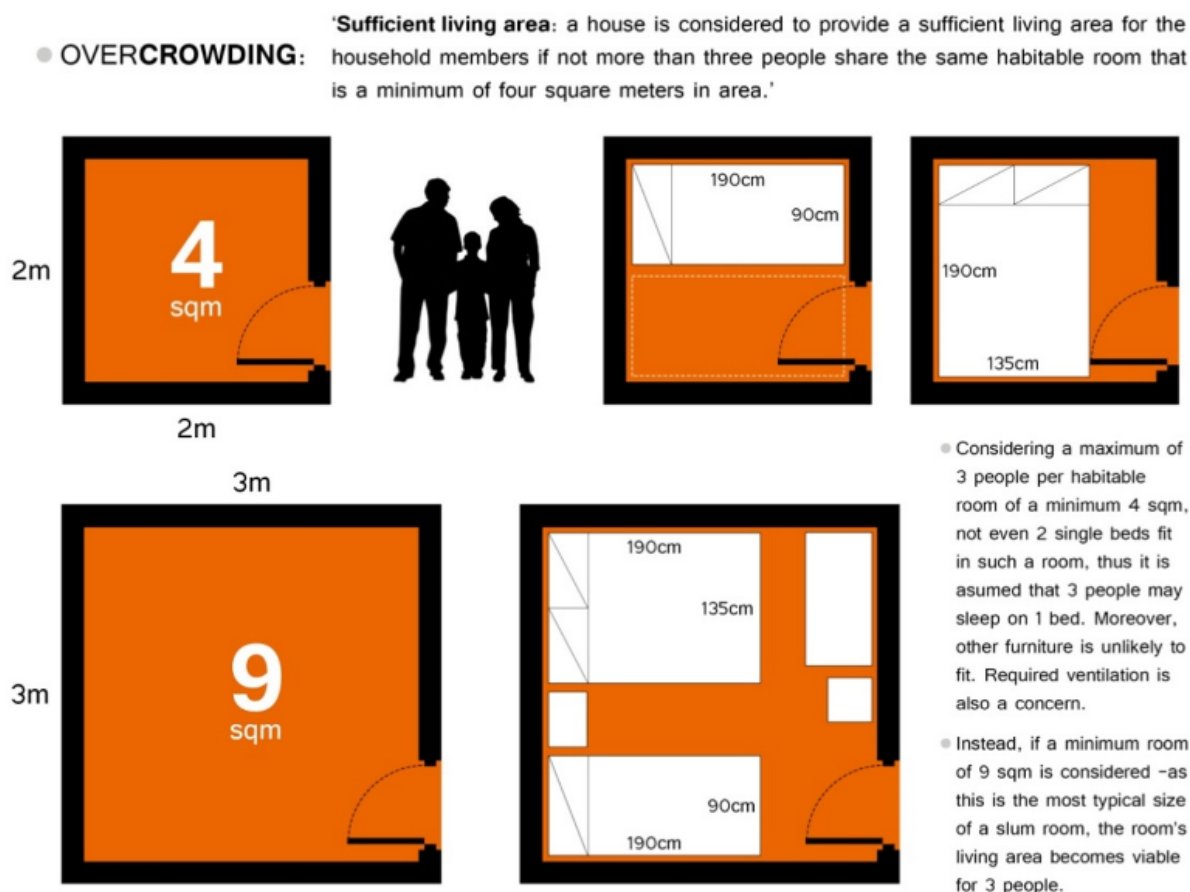 'Sufficient living area: a house is considered to provide a sufficient living area for the
OVERCROWDING: household members if not more than three people share the same habitable room that
is a minimum of four square meters in area.'
4
sqm
2m
2m
190cm
90cm
190cm
135cm
3m
9
sqm
3m
190cm
135cm
90cm
190cm
Considering a maximum of
3 people per habitable
room of a minimum 4 sqm,
not even 2 single beds fit
in such a room, thus it is
asumed that 3 people may
sleep on 1 bed. Moreover,
other furniture is unlikely to
fit. Required ventilation is
also a concern.
Instead, if a minimum room
of 9 sqm is considered -as
this is the most typical size
of a slum room, the room's
living area becomes viable
for 3 people.